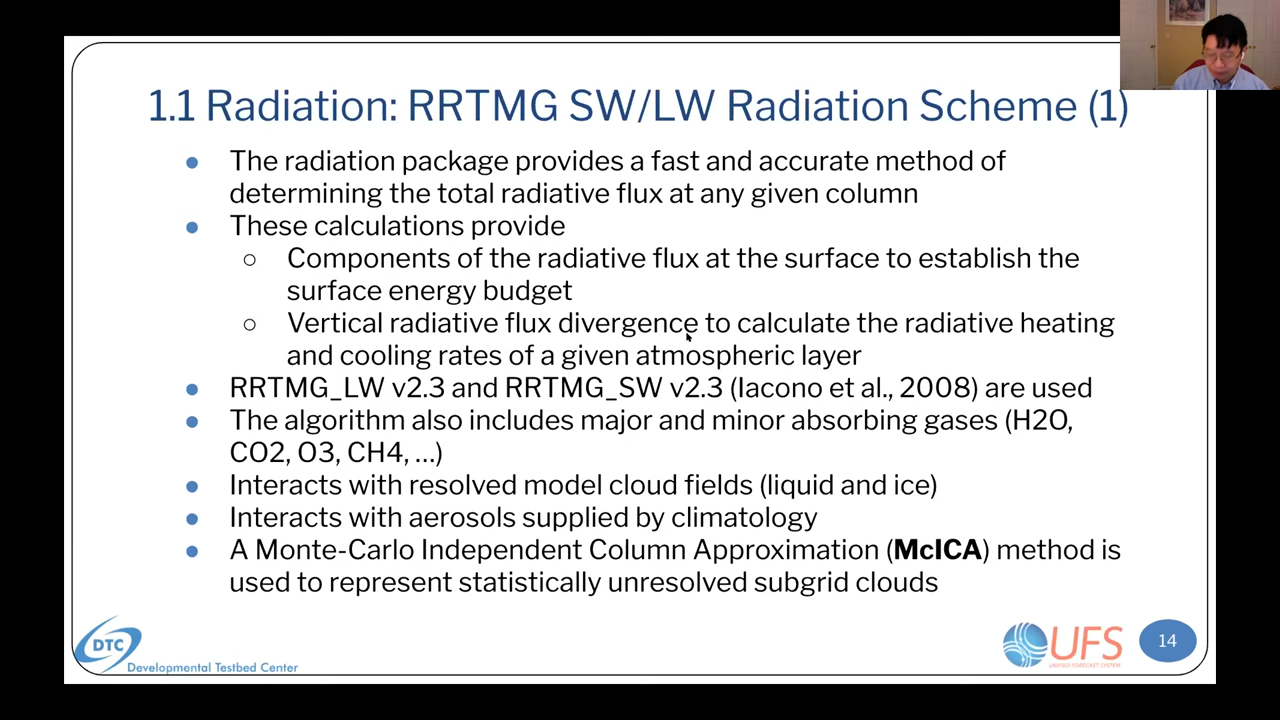 1.1 Radiation: RRTMG SW/LW Radiation Scheme (1)
● The radiation package provides a fast and accurate method of
determining the total radiative flux at any given column
● These calculations provide
○ Components of the radiative flux at the surface to establish the
surface energy budget
○ Vertical radiative flux divergence to calculate the radiative heating
and cooling rates of a given atmospheric layer
● RRTMG_LW v2.3 and RRTMG_SW v2.3 (Iacono et al., 2008) are used
● The algorithm also includes major and minor absorbing gases (H2O,
CO2, O3, CH4, ...)
● Interacts with resolved model cloud fields (liquid and ice)
● Interacts with aerosols supplied by climatology
● A Monte-Carlo Independent Column Approximation (McICA) method is
used to represent statistically unresolved subgrid clouds
DTC
Developmental Testbed Center
UFS
UNIFIED FORECAST SYSTEM
14